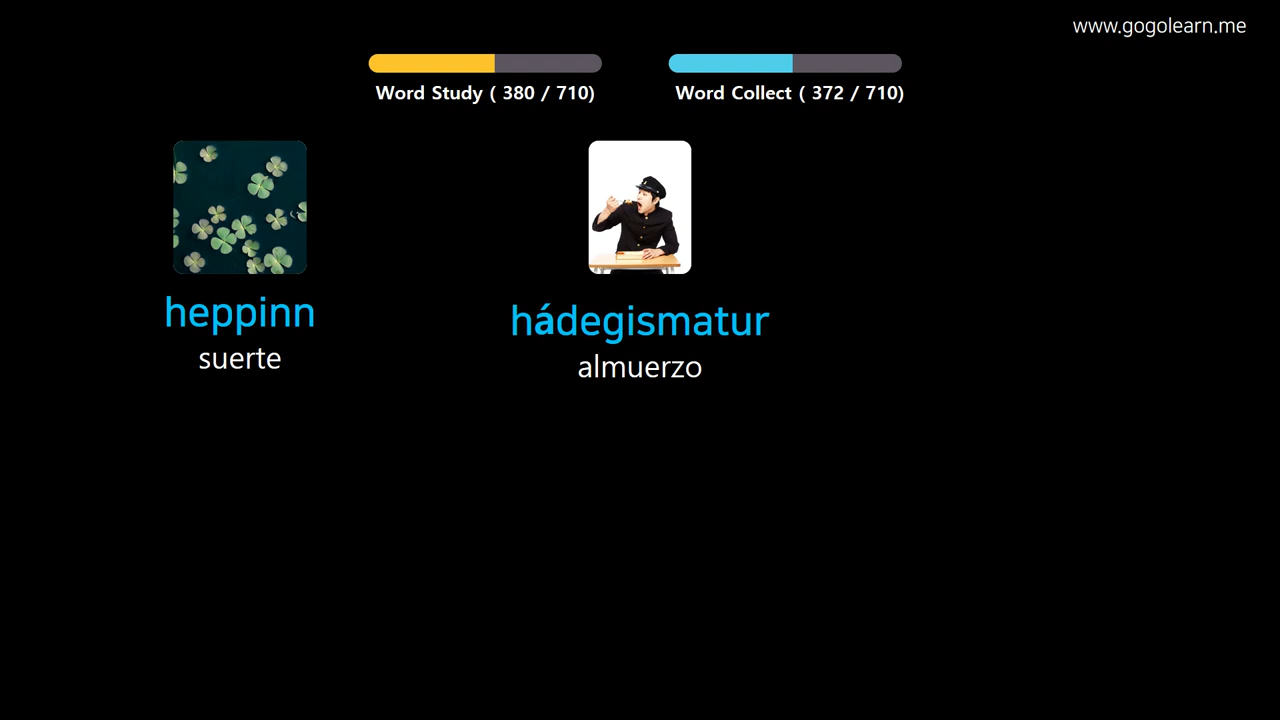 www.gogolearn.me
Word Study ( 380 / 710)
Word Collect ( 372 / 710)
heppinn
suerte
hádegismatur
almuerzo